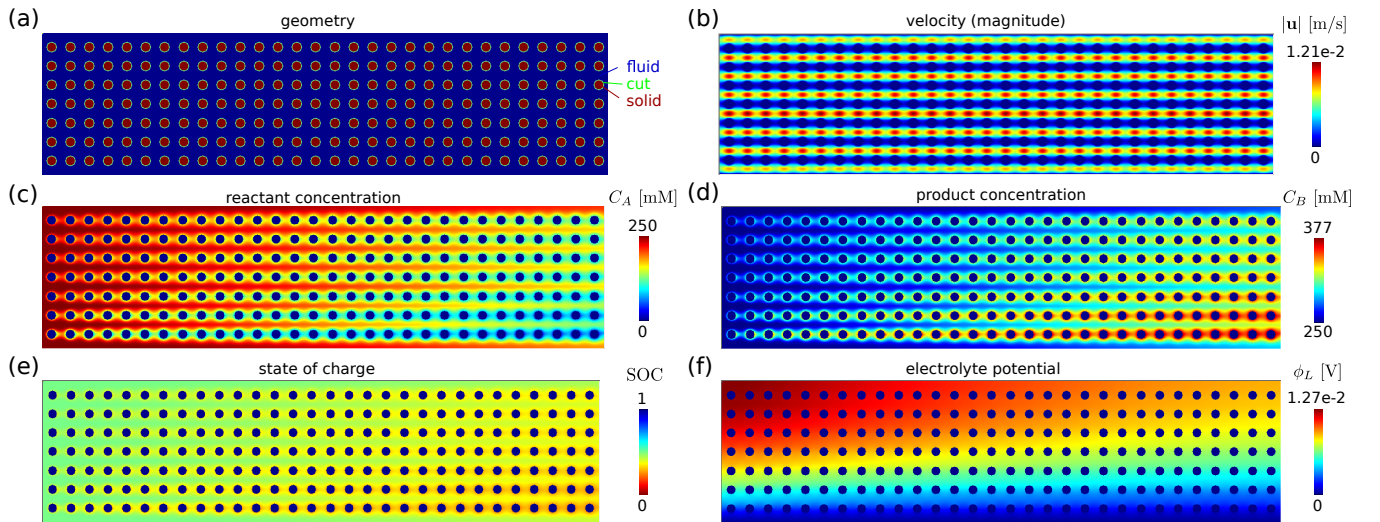 (a)
geometry
fluid
cut
solid
(b)
velocity (magnitude)
|u| [m/s]
1.21e-2
0
(c)
reactant concentration
C_A [mM]
250
0
(d)
product concentration
C_B [mM]
377
250
(e)
state of charge
SOC
1
0
(f)
electrolyte potential
ϕ_L [V]
1.27e-2
0